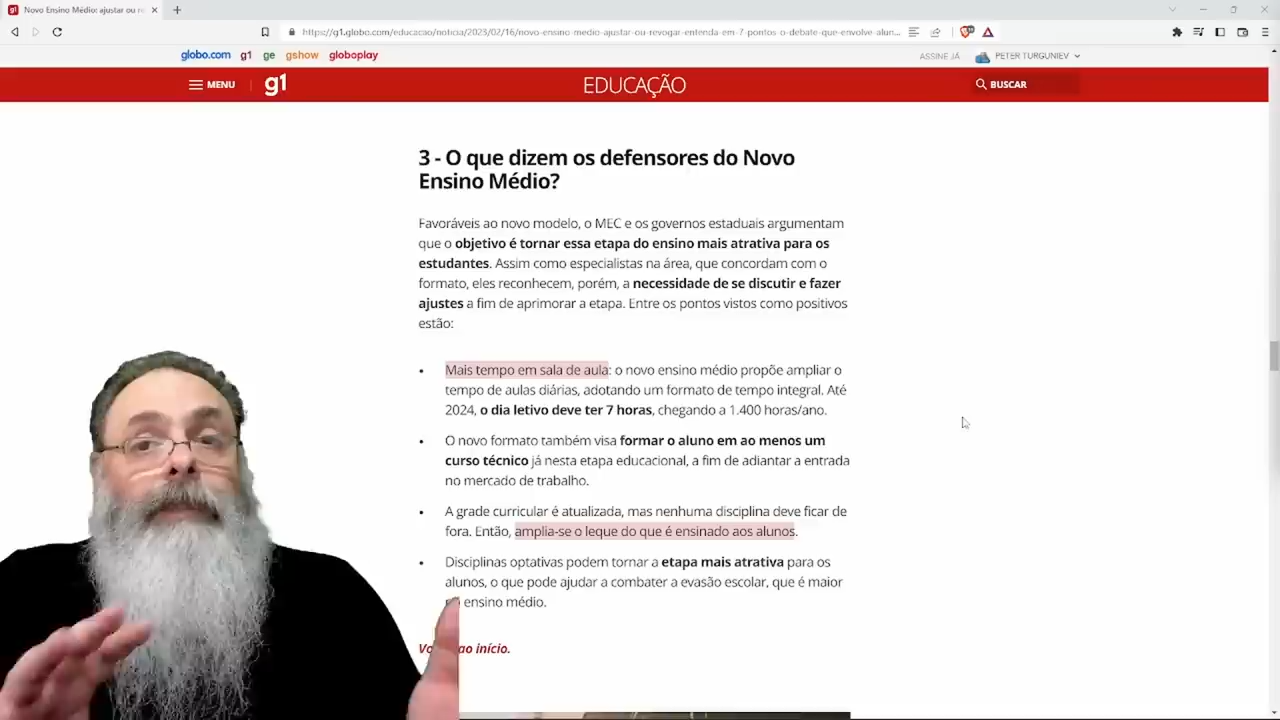 Novo Ensino Médio: ajustar ou re
https://g1.globo.com/educacao/noticia/2023/02/16/novo-ensino-medio-ajustar-ou-revogar-entenda-em-7-pontos-o-debate-que-envolve-alun...
globo.com g1 ge gshow globoplay
ASSINE JÁ PETER TURGUNIEV
MENU g1 EDUCAÇÃO BUSCAR
3 - O que dizem os defensores do Novo
Ensino Médio?
Favoráveis ao novo modelo, o MEC e os governos estaduais argumentam
que o objetivo é tornar essa etapa do ensino mais atrativa para os
estudantes. Assim como especialistas na área, que concordam com o
formato, eles reconhecem, porém, a necessidade de se discutir e fazer
ajustes a fim de aprimorar a etapa. Entre os pontos vistos como positivos
estão:
• Mais tempo em sala de aula: o novo ensino médio propõe ampliar o
tempo de aulas diárias, adotando um formato de tempo integral. Até
2024, o dia letivo deve ter 7 horas, chegando a 1.400 horas/ano.
• O novo formato também visa formar o aluno em ao menos um
curso técnico já nesta etapa educacional, a fim de adiantar a entrada
no mercado de trabalho.
• A grade curricular é atualizada, mas nenhuma disciplina deve ficar de
fora. Então, amplia-se o leque do que é ensinado aos alunos.
• Disciplinas optativas podem tornar a etapa mais atrativa para os
alunos, o que pode ajudar a combater a evasão escolar, que é maior
ensino médio.
ao início.